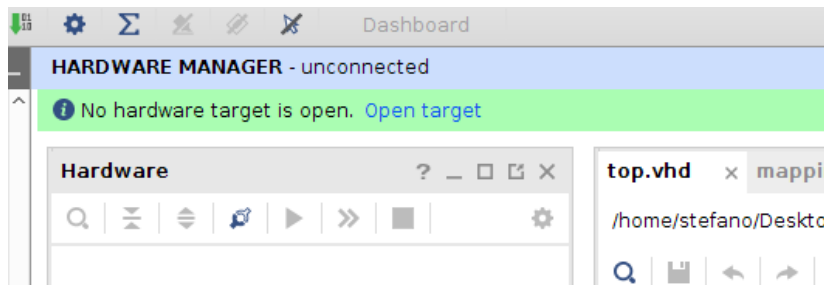 Dashboard
HARDWARE MANAGER - unconnected
No hardware target is open. Open target
Hardware
top.vhd
mappi
/home/stefano/Deskto